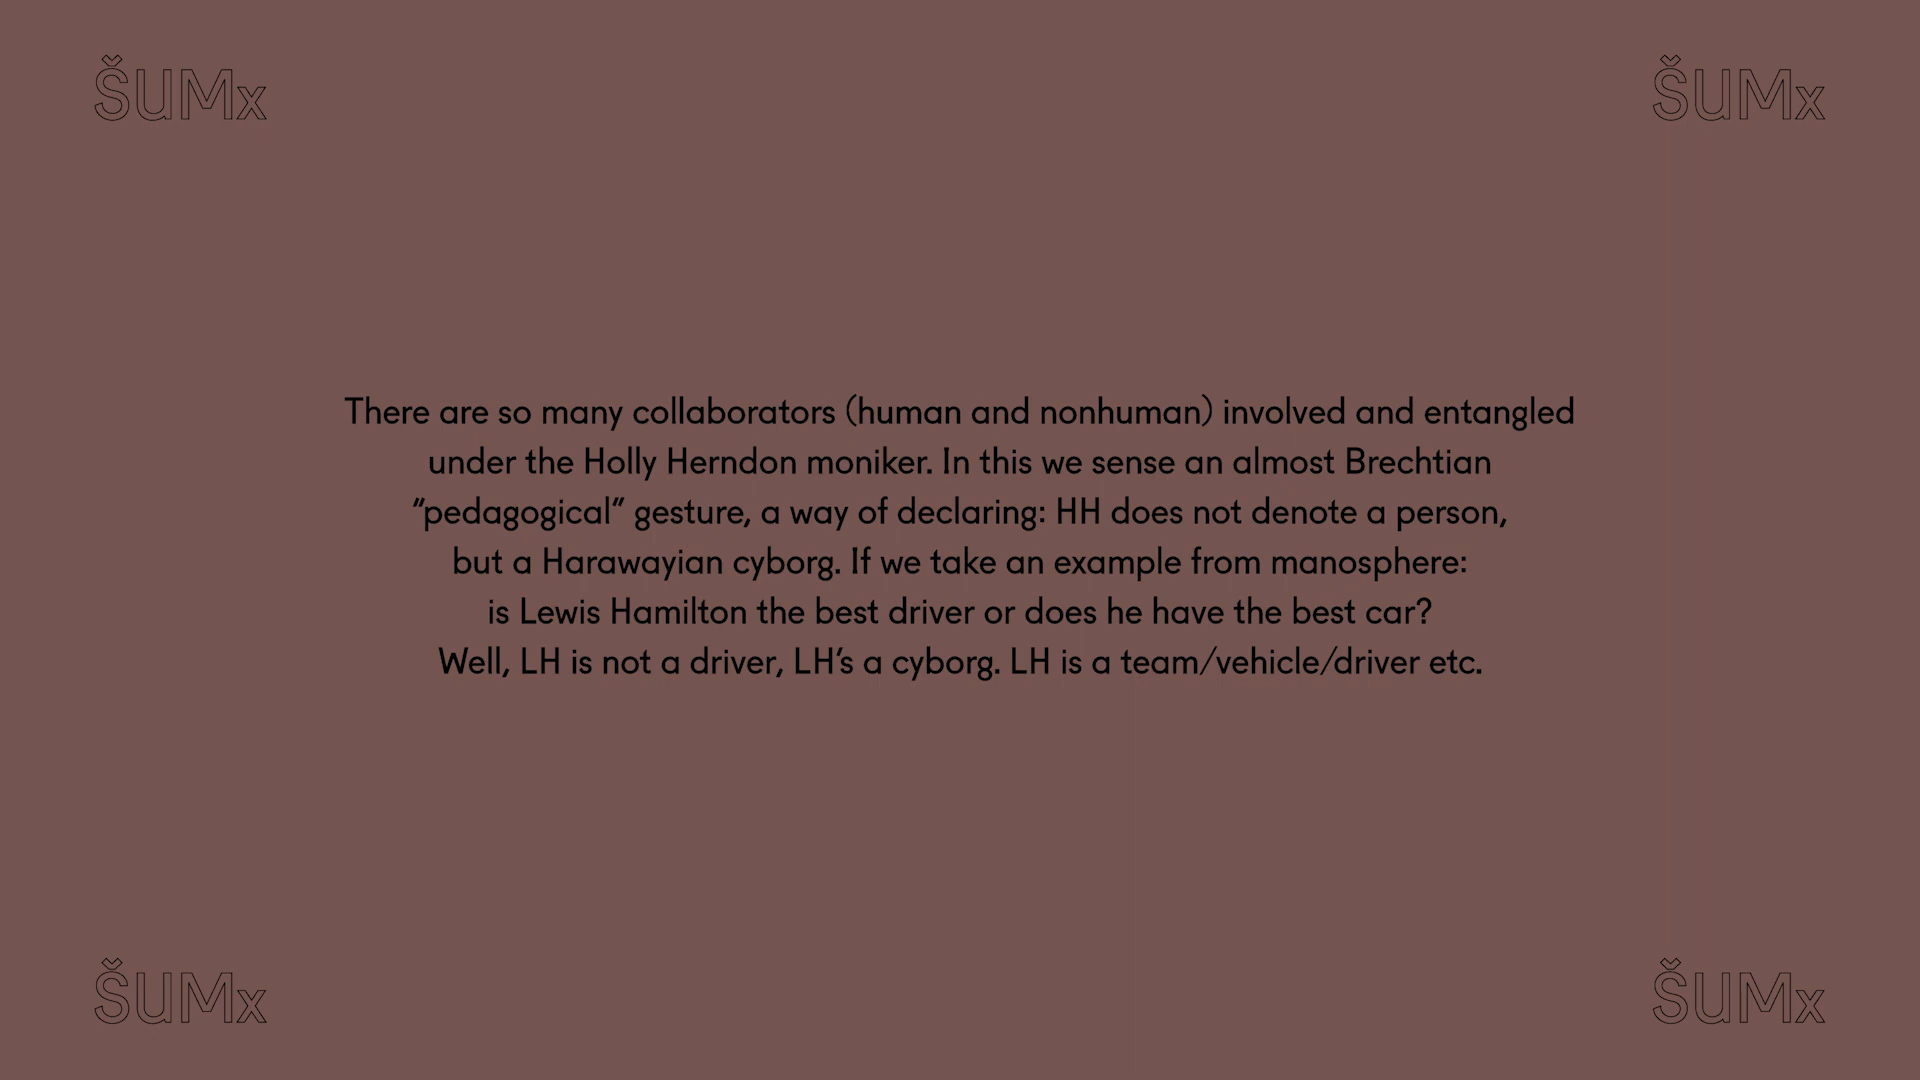 ŠUMx
ŠUMx
There are so many collaborators (human and nonhuman) involved and entangled
under the Holly Herndon moniker. In this we sense an almost Brechtian
“pedagogical” gesture, a way of declaring: HH does not denote a person,
but a Harawayian cyborg. If we take an example from manosphere:
is Lewis Hamilton the best driver or does he have the best car?
Well, LH is not a driver, LH’s a cyborg. LH is a team/vehicle/driver etc.
ŠUMx
ŠUMx